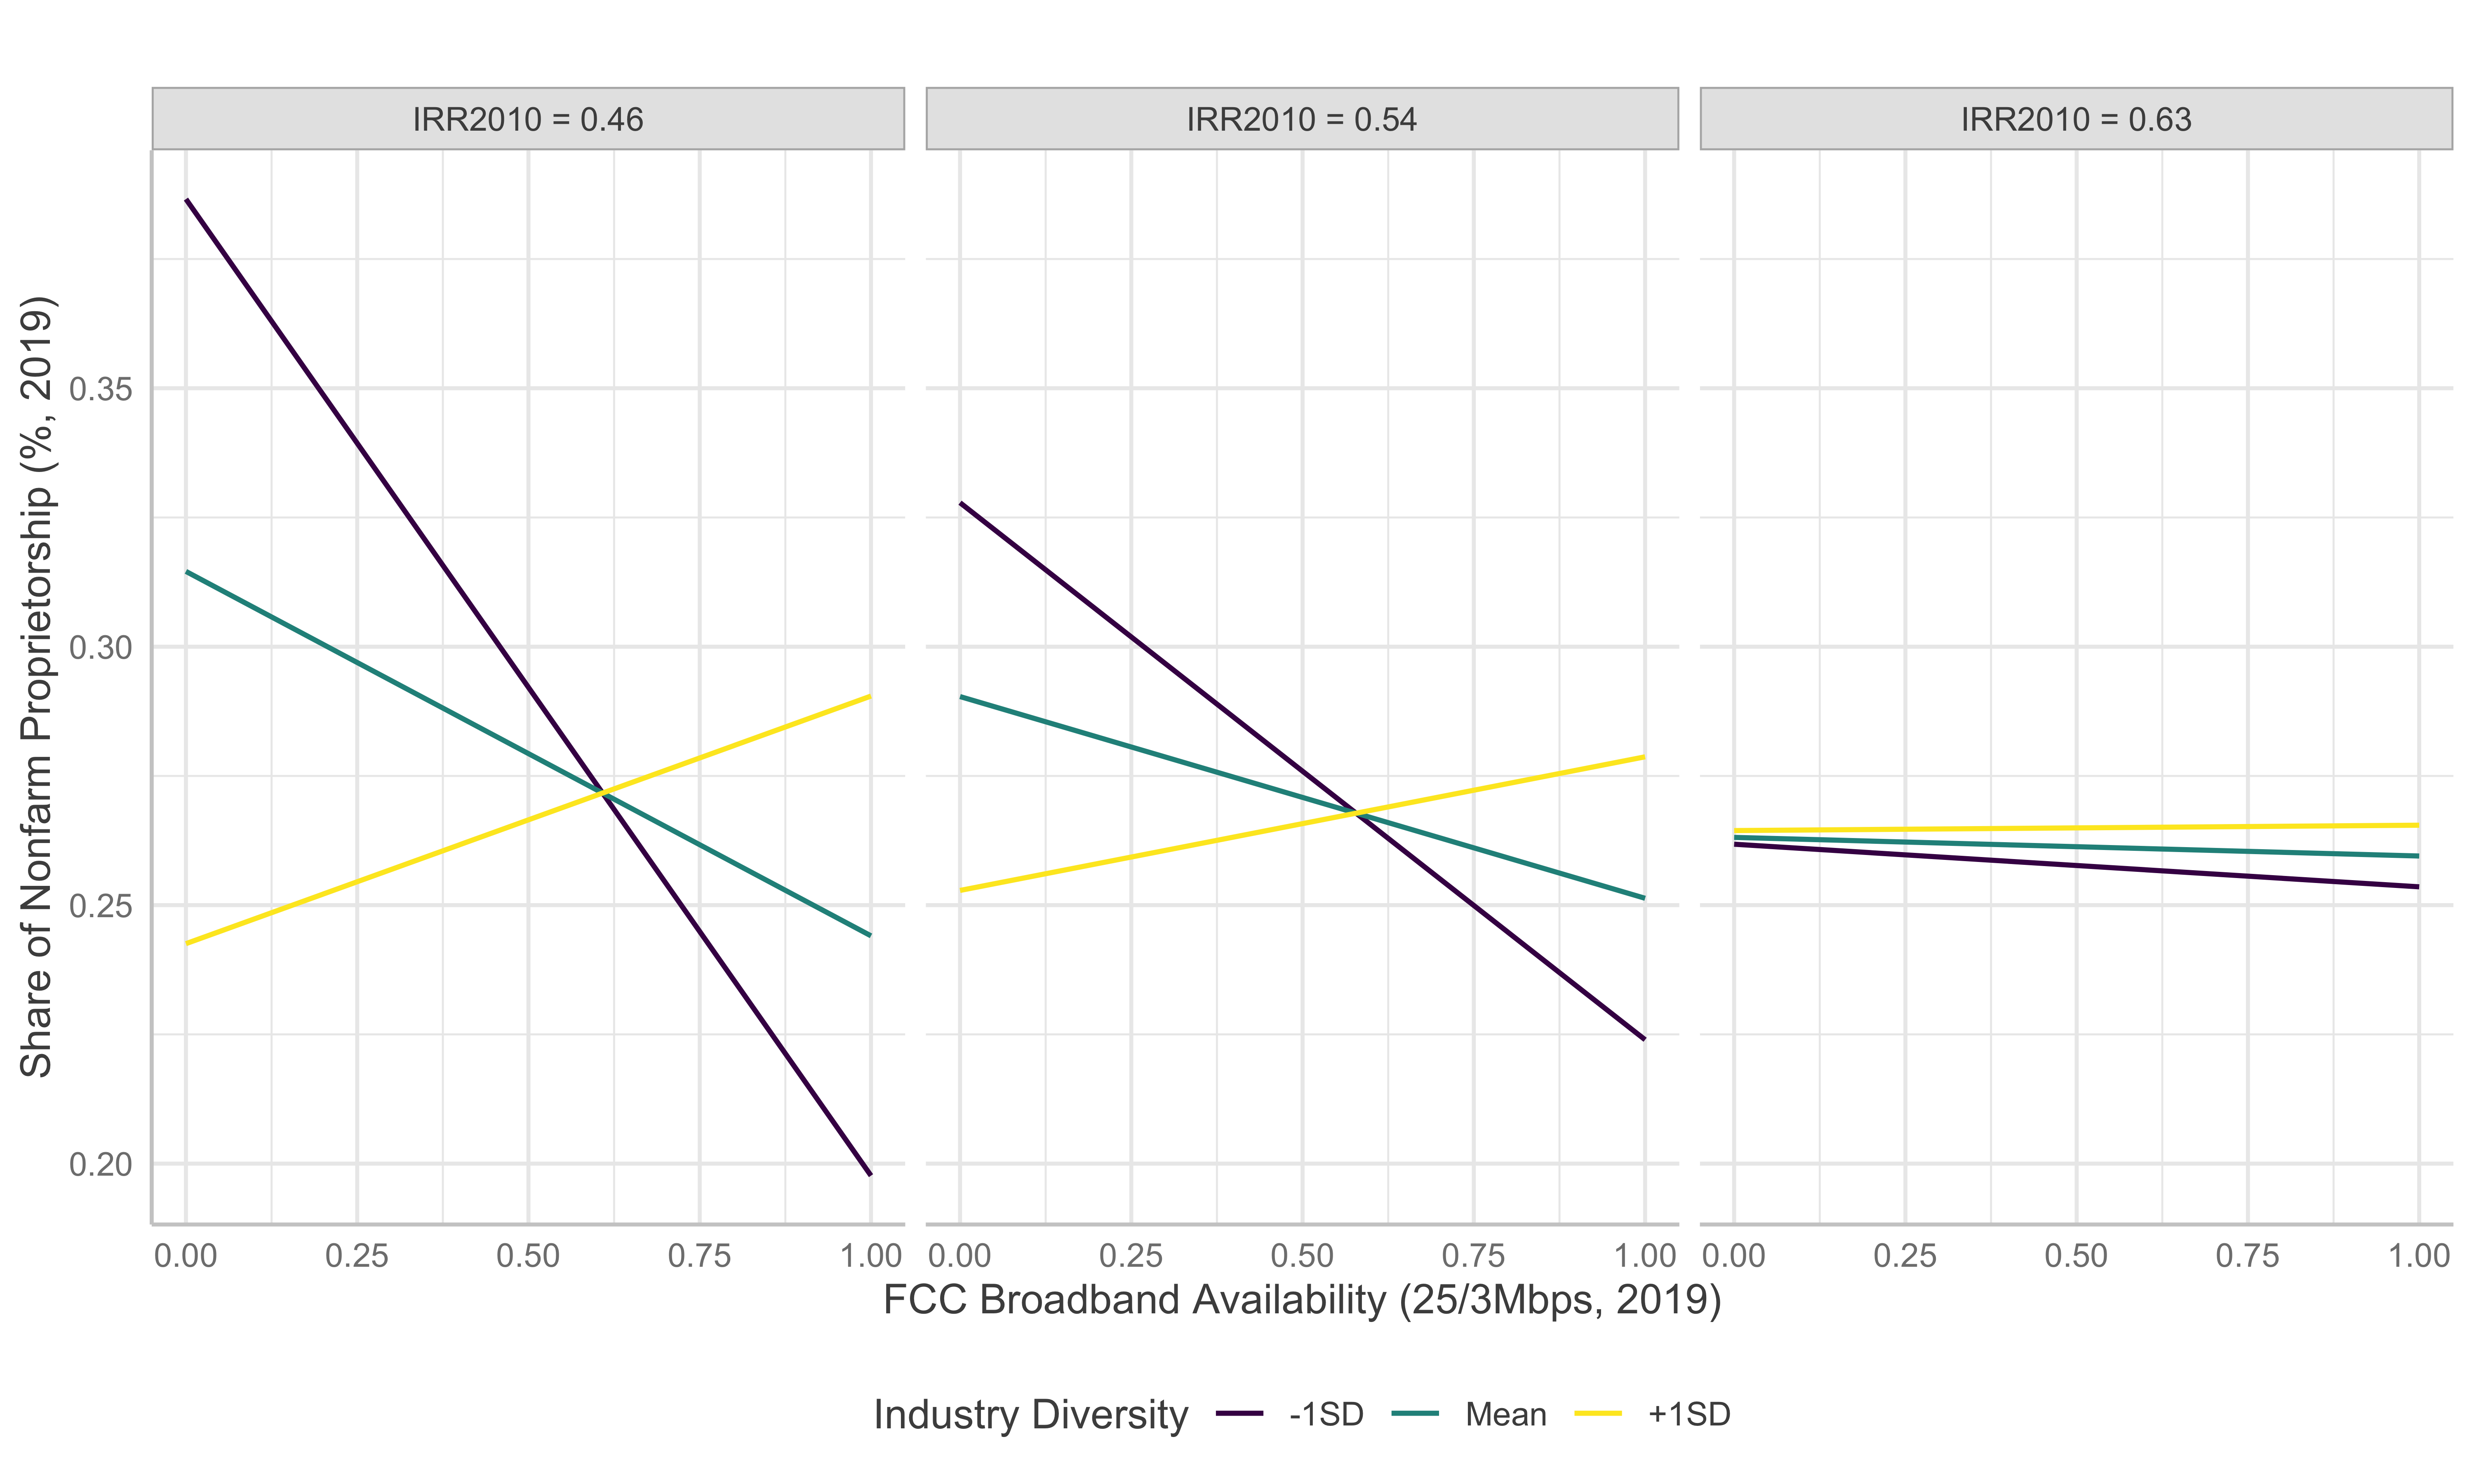 IRR2010 = 0.46
IRR2010 = 0.54
IRR2010 = 0.63
Share of Nonfarm Proprietorship (%, 2019)
0.35
0.30
0.25
0.20
0.00 0.25 0.50 0.75 1.00 0.00 0.25 0.50 0.75 1.00 0.00 0.25 0.50 0.75 1.00
FCC Broadband Availability (25/3Mbps, 2019)
Industry Diversity -1SD Mean +1SD